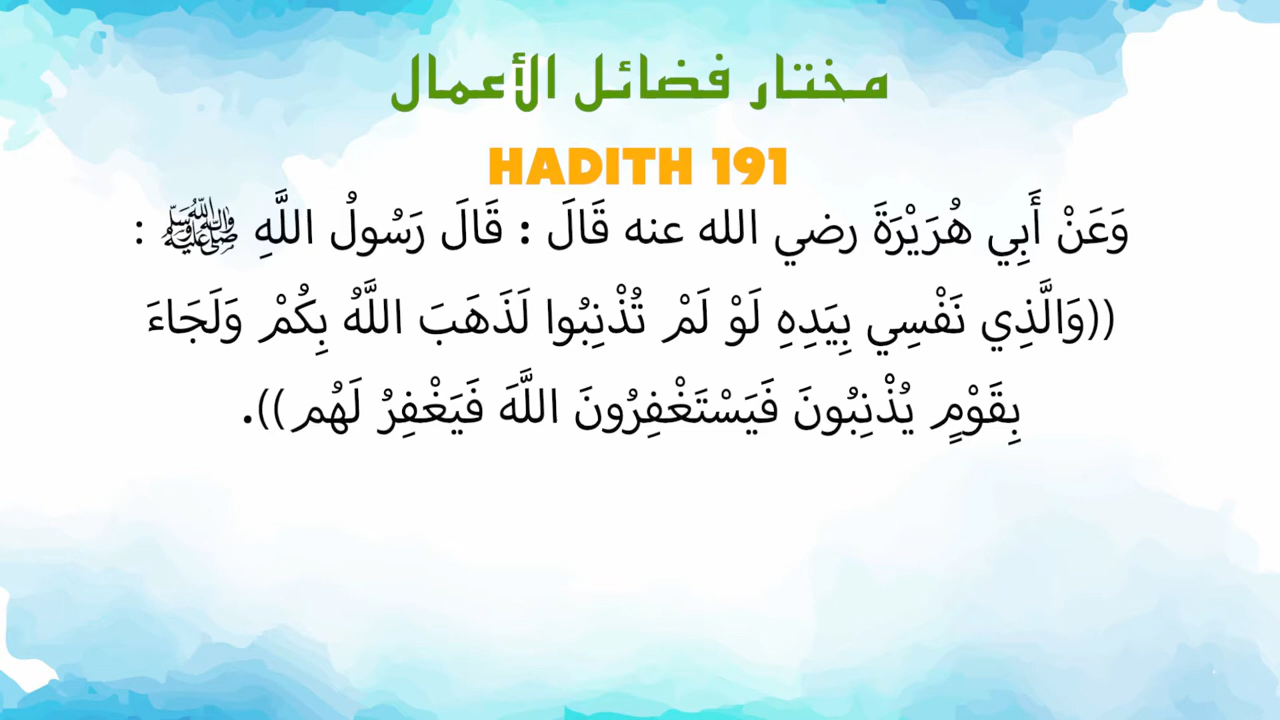 مختار فضائل الأعمال
HADITH 191
وَعَنْ أَبِي هُرَيْرَةَ رضي الله عنه قَالَ : قَالَ رَسُولُ اللَّهِ ﷺ :
((وَالَّذِي نَفْسِي بِيَدِهِ لَوْ لَمْ تُذْنِبُوا لَذَهَبَ اللَّهُ بِكُمْ وَلَجَاءَ
بِقَوْمٍ يُذْنِبُونَ فَيَسْتَغْفِرُونَ اللَّهَ فَيَغْفِرُ لَهُم)).